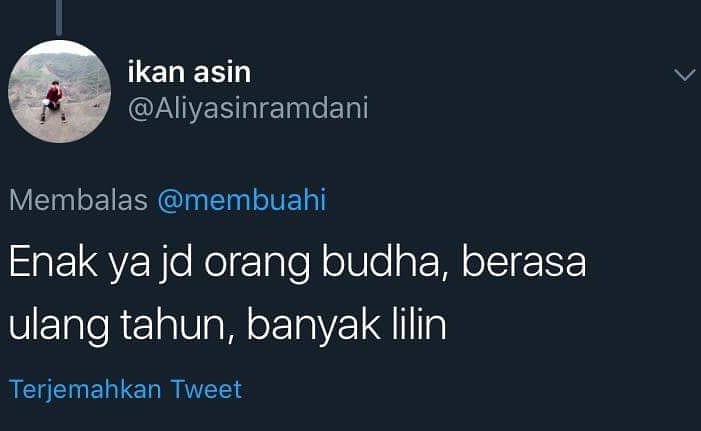 ikan asin
@Aliyasinramdani
Membalas @membuahi
Enak ya jd orang budha, berasa
ulang tahun, banyak lilin
Terjemahkan Tweet